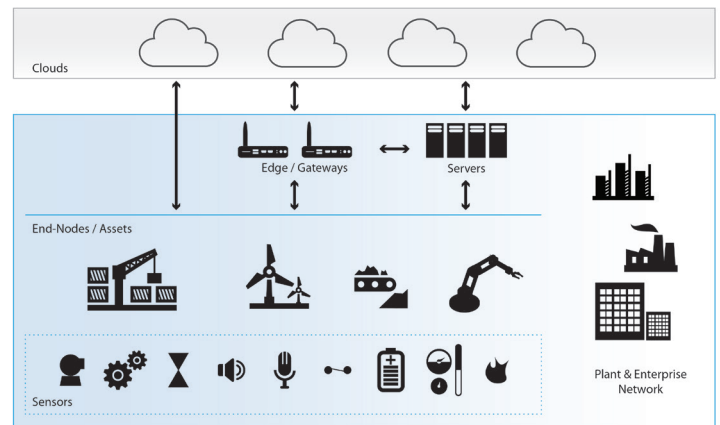 Clouds
Edge / Gateways
Servers
End-Nodes / Assets
Sensors
Plant & Enterprise
Network